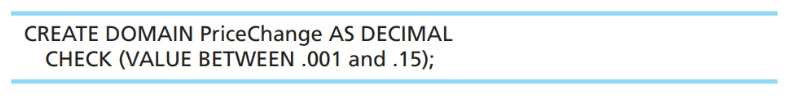 CREATE DOMAIN PriceChange AS DECIMAL
CHECK (VALUE BETWEEN .001 and .15);